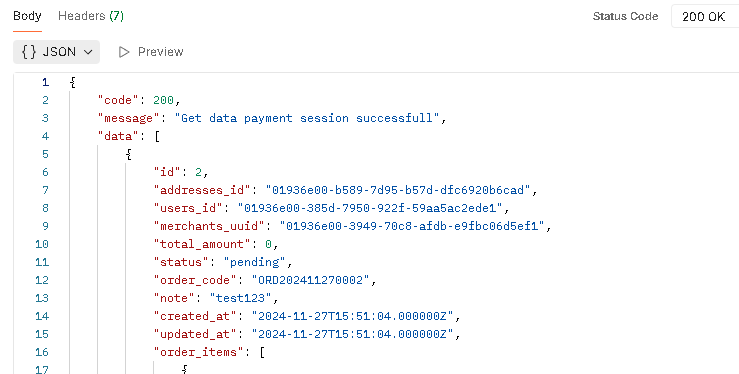 Body Headers (7) Status Code 200 OK
{} JSON Preview
1 {
2 "code": 200,
3 "message": "Get data payment session successfull",
4 "data": [
5 {
6 "id": 2,
7 "addresses_id": "01936e00-b589-7d95-b57d-dfc6920b6cad",
8 "users_id": "01936e00-385d-7950-922f-59aa5ac2ede1",
9 "merchants_uuid": "01936e00-3949-70c8-afdb-e9fbc06d5ef1",
10 "total_amount": 0,
11 "status": "pending",
12 "order_code": "ORD202411270002",
13 "note": "test123",
14 "created_at": "2024-11-27T15:51:04.000000Z",
15 "updated_at": "2024-11-27T15:51:04.000000Z",
16 "order_items": [
17 {